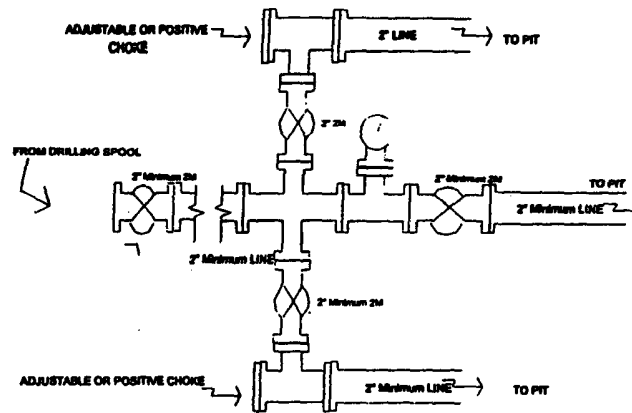 ADJUSTABLE OR POSITIVE
CHOKE
2" LINE
TO PIT
2" 2M
FROM DRILLING SPOOL
2" Minimum 2M
2" Minimum 2M
TO PIT
2" Minimum LINE
2" Minimum LINE
2" Minimum 2M
ADJUSTABLE OR POSITIVE CHOKE
2" Minimum LINE
TO PIT